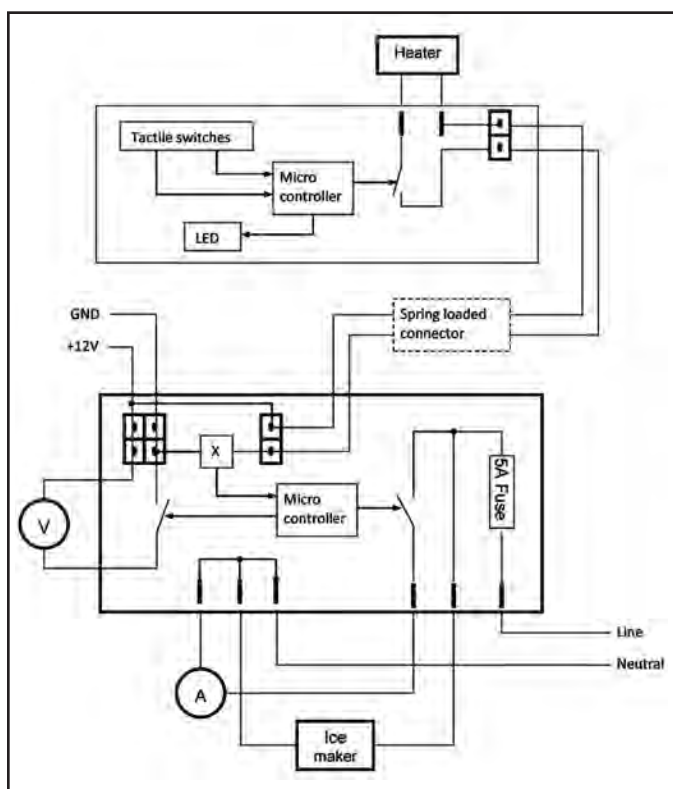 Heater
Tactile switches
Micro
controller
LED
GND
+12V
Spring loaded
connector
X
5A Fuse
V
Micro
controller
Line
Neutral
A
Ice
maker